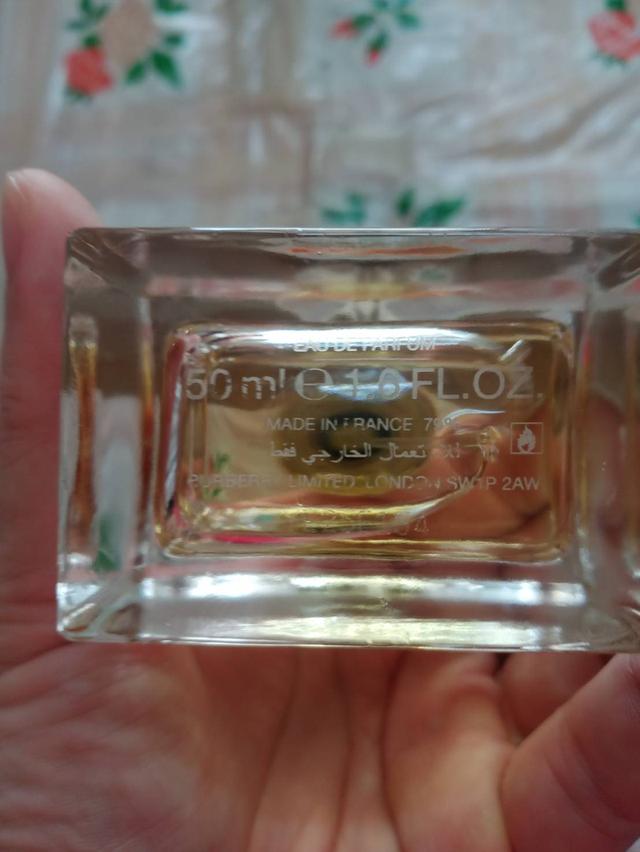 EAU DE PARFUM
50 ml ℮ 1.6 FL.OZ.
MADE IN FRANCE
الخارجي فقط
BURBERRY LIMITED LONDON SW1P 2AW